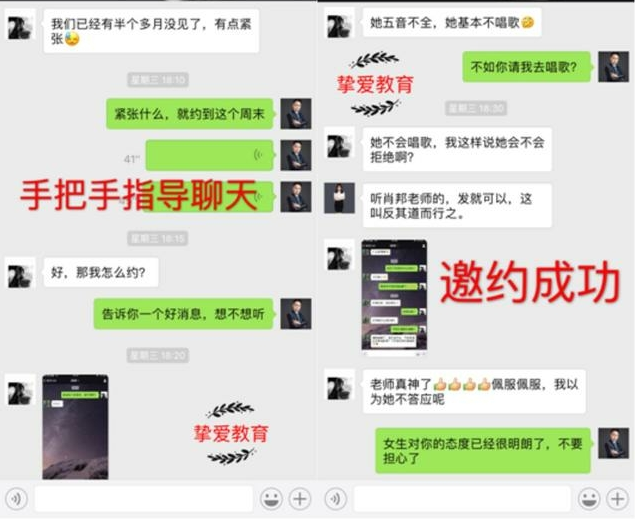 我们已经有半个多月没见了，有点紧
张
星期三 18:10
紧张什么，就约到这个周末
41"
手把手指导聊天
星期三 18:15
好，那我怎么约？
告诉你一个好消息，想不想听
星期三 18:20
挚爱教育
她五音不全，她基本不唱歌
不如你请我去唱歌？
挚爱教育
星期三 18:30
她不会唱歌，我这样说她会不会
拒绝啊？
听肖邦老师的，发就可以，这
叫反其道而行之。
邀约成功
老师真神了佩服佩服，我以
为她不答应呢
女生对你的态度已经很明朗了，不要
担心了